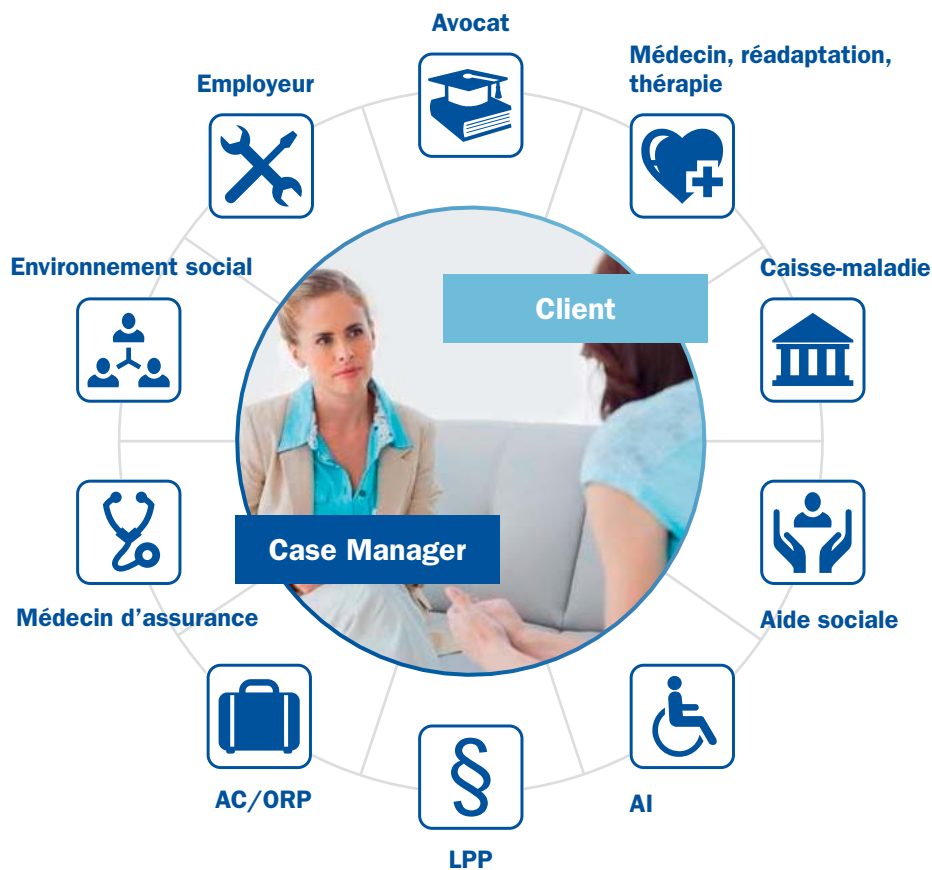 Avocat
Médecin, réadaptation,
thérapie
Employeur
Environnement social
Caisse-maladie
Client
Case Manager
Médecin d’assurance
Aide sociale
AC/ORP
§
AI
LPP